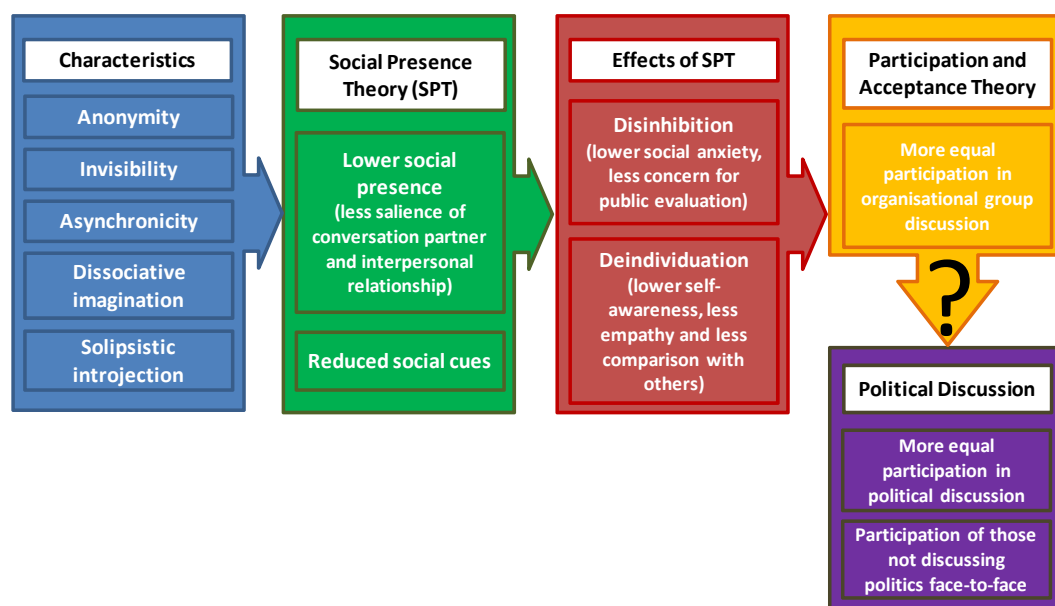 Characteristics
Anonymity
Invisibility
Asynchronicity
Dissociative
imagination
Solipsistic
introjection
Social Presence
Theory (SPT)
Lower social
presence
(less salience of
conversation partner
and interpersonal
relationship)
Reduced social cues
Effects of SPT
Disinhibition
(lower social anxiety,
less concern for
public evaluation)
Deindividuation
(lower self-
awareness, less
empathy and less
comparison with
others)
Participation and
Acceptance Theory
More equal
participation in
organisational group
discussion
?
Political Discussion
More equal
participation in
political discussion
Participation of those
not discussing
politics face-to-face